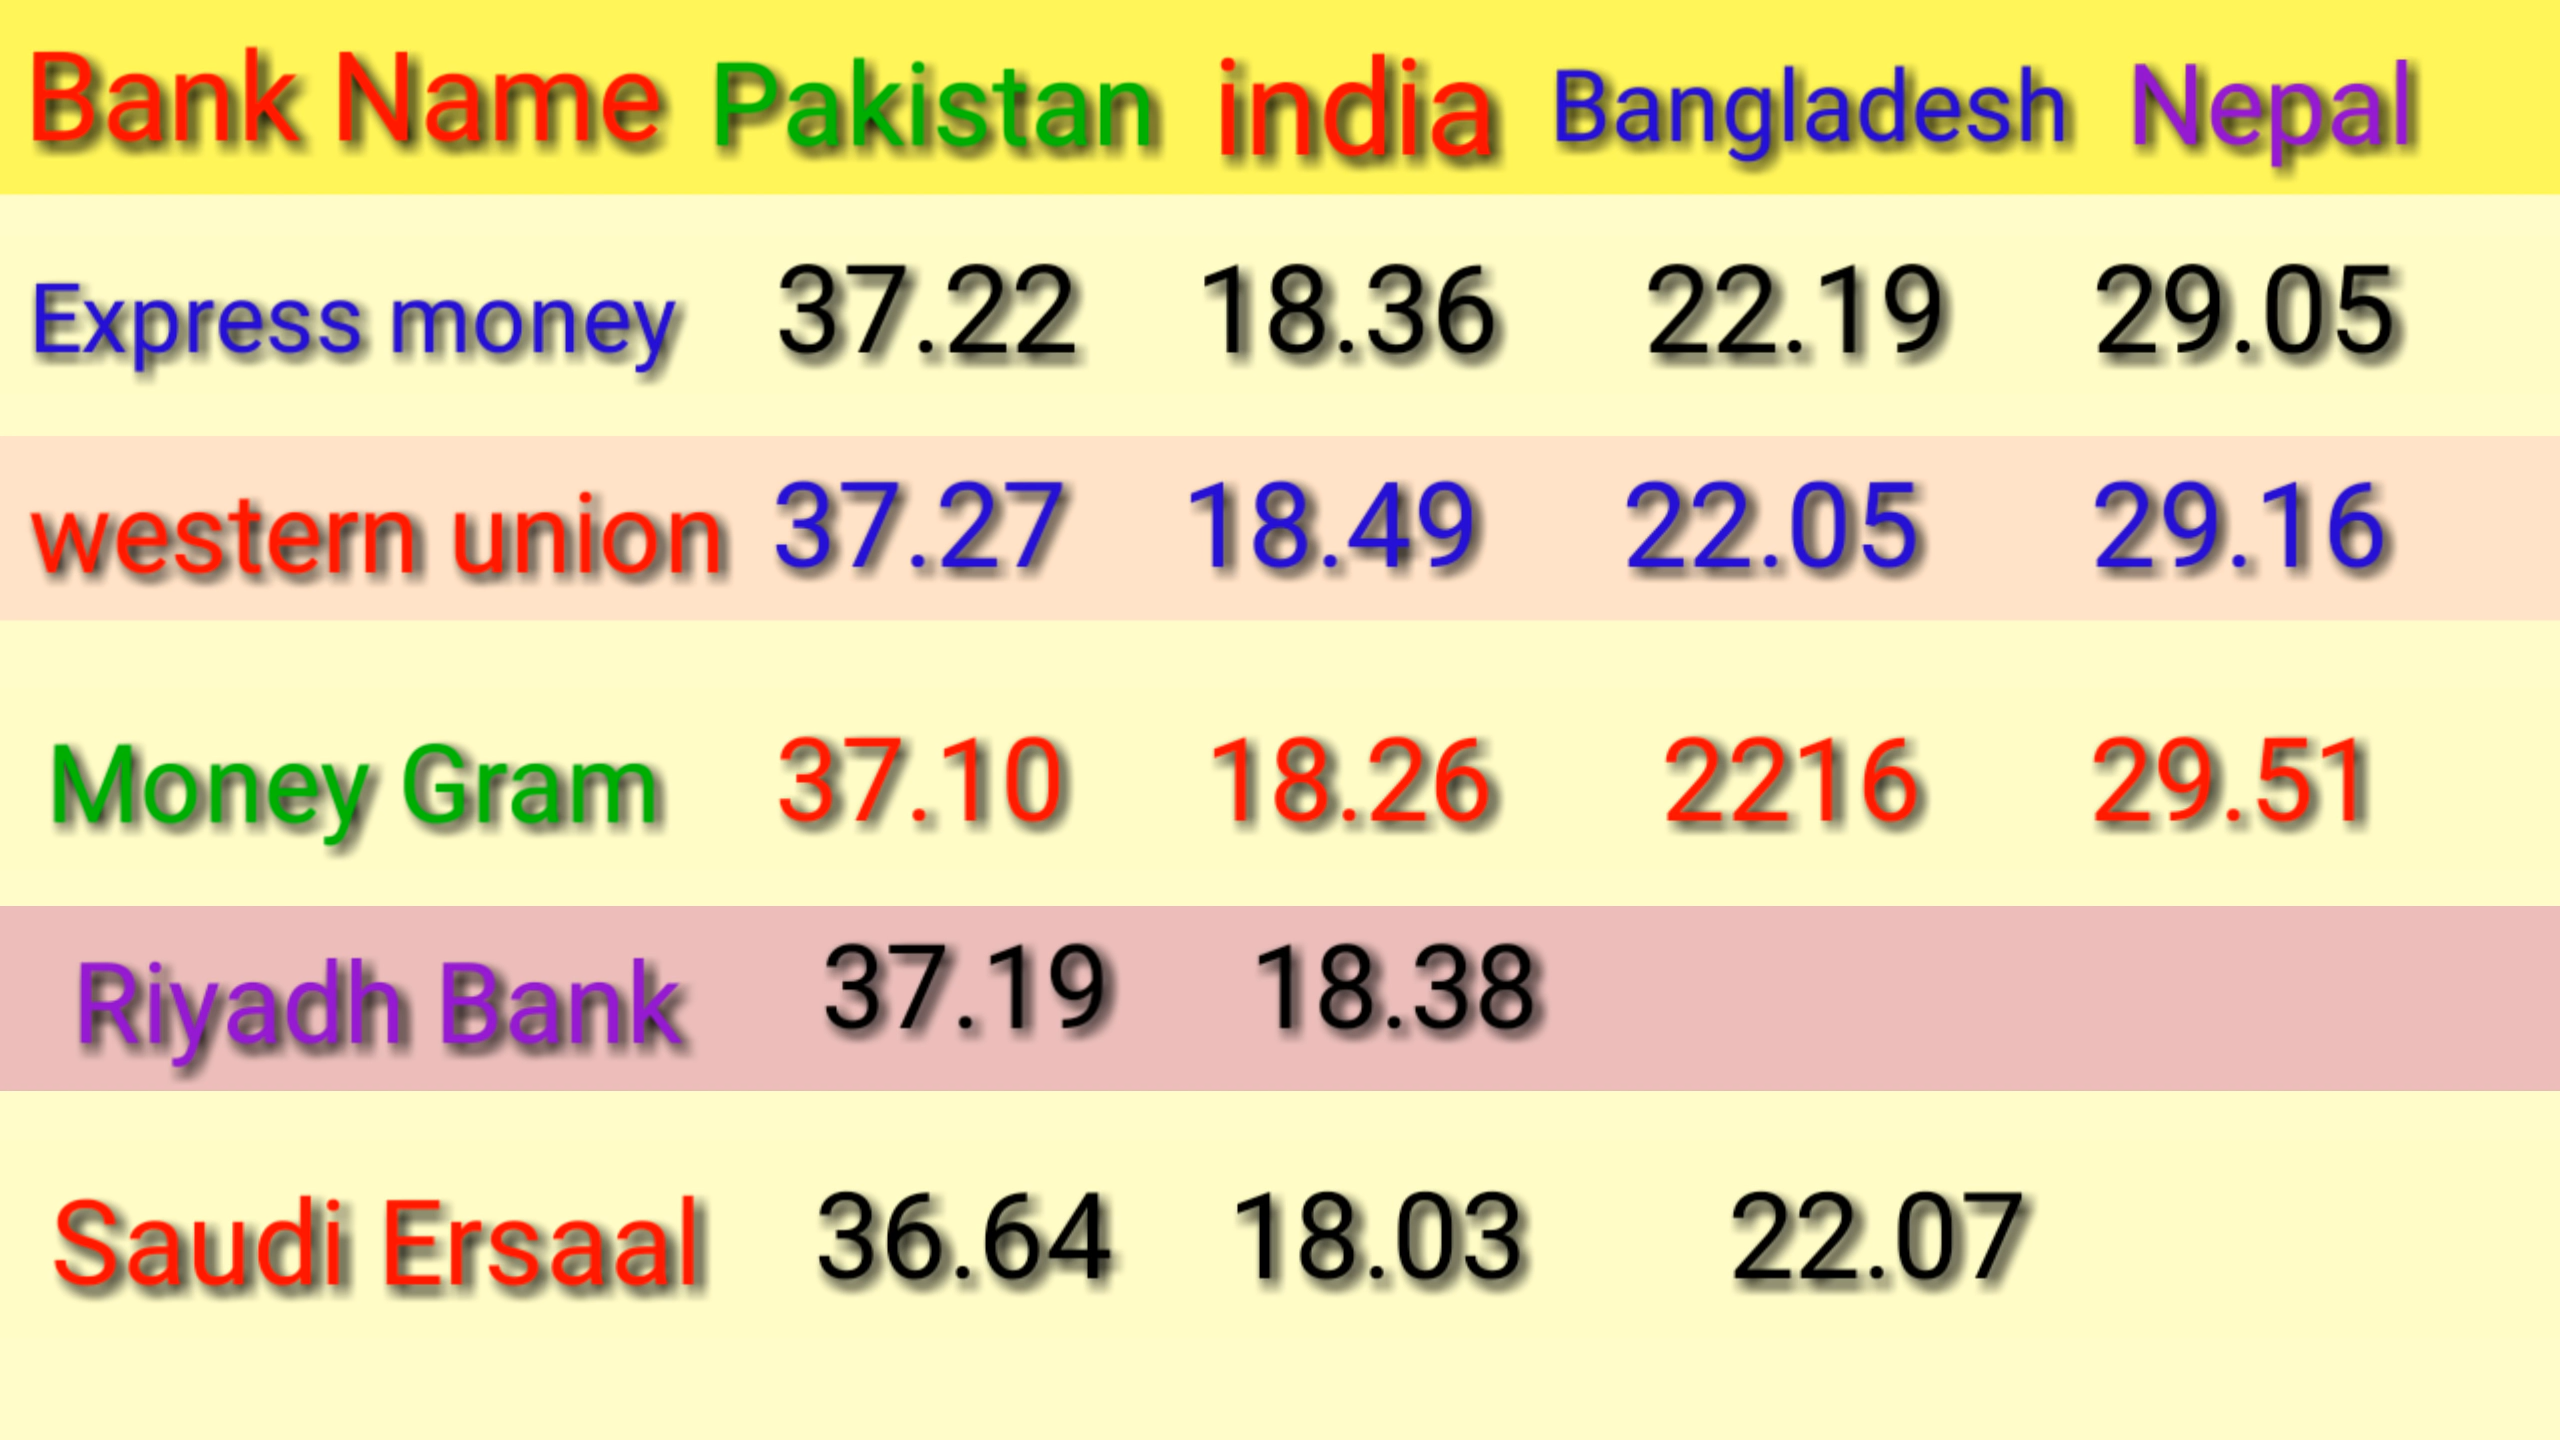 Bank Name Pakistan india Bangladesh Nepal
Express money 37.22 18.36 22.19 29.05
western union 37.27 18.49 22.05 29.16
Money Gram 37.10 18.26 2216 29.51
Riyadh Bank 37.19 18.38
Saudi Ersaal 36.64 18.03 22.07